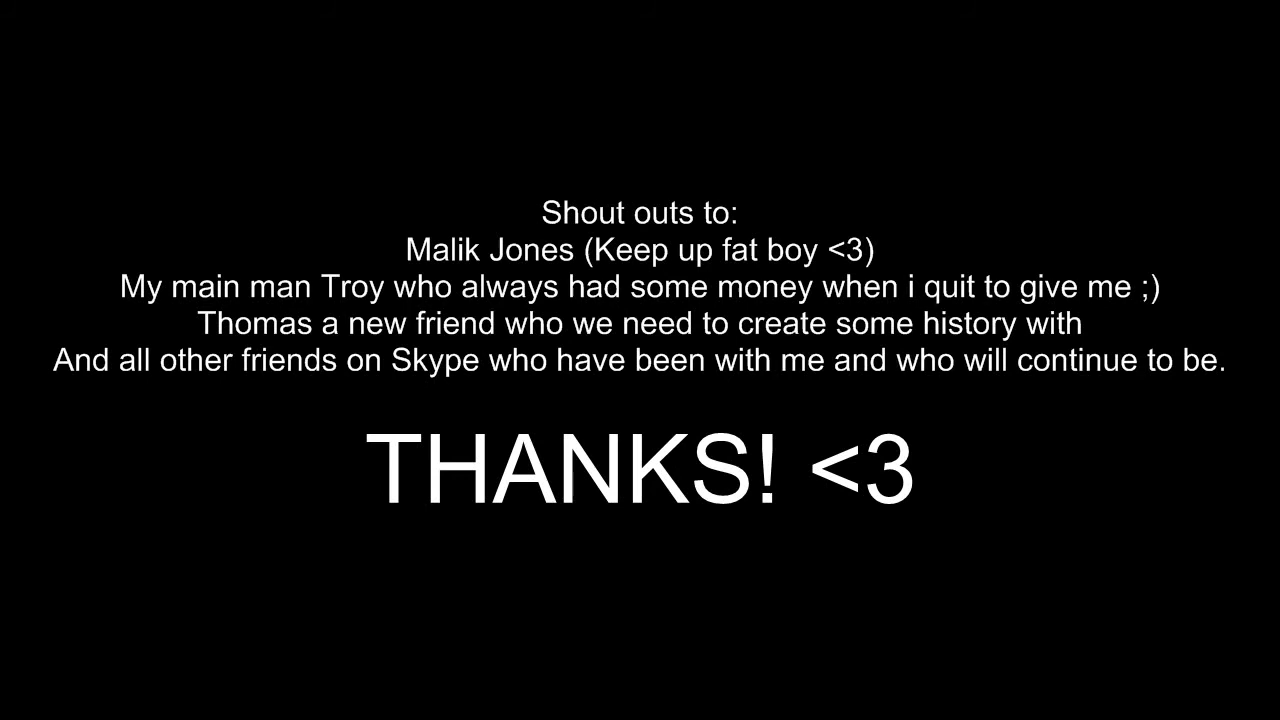 Shout outs to:
Malik Jones (Keep up fat boy <3)
My main man Troy who always had some money when i quit to give me ;)
Thomas a new friend who we need to create some history with
And all other friends on Skype who have been with me and who will continue to be.
THANKS! <3